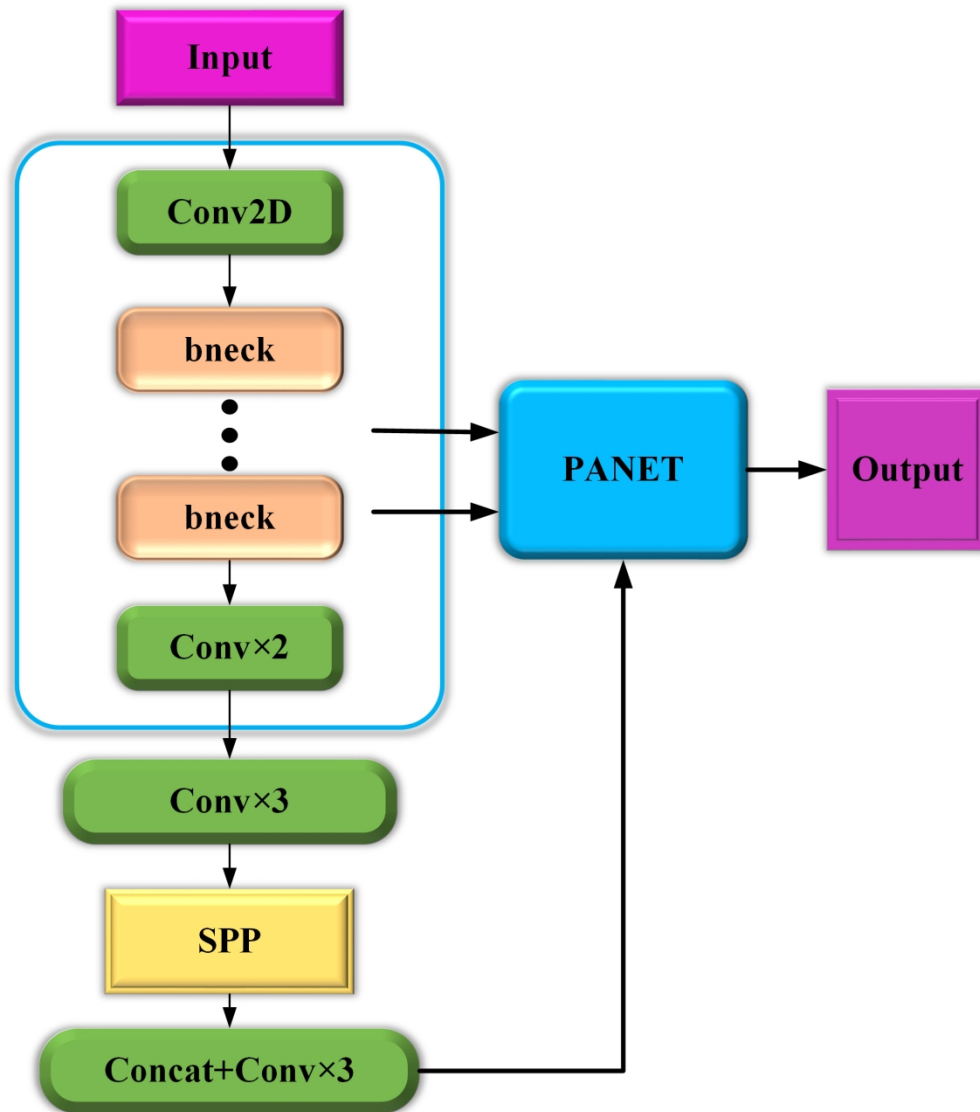 Input
Conv2D
bneck
bneck
Conv×2
Conv×3
SPP
Concat+Conv×3
PANET
Output